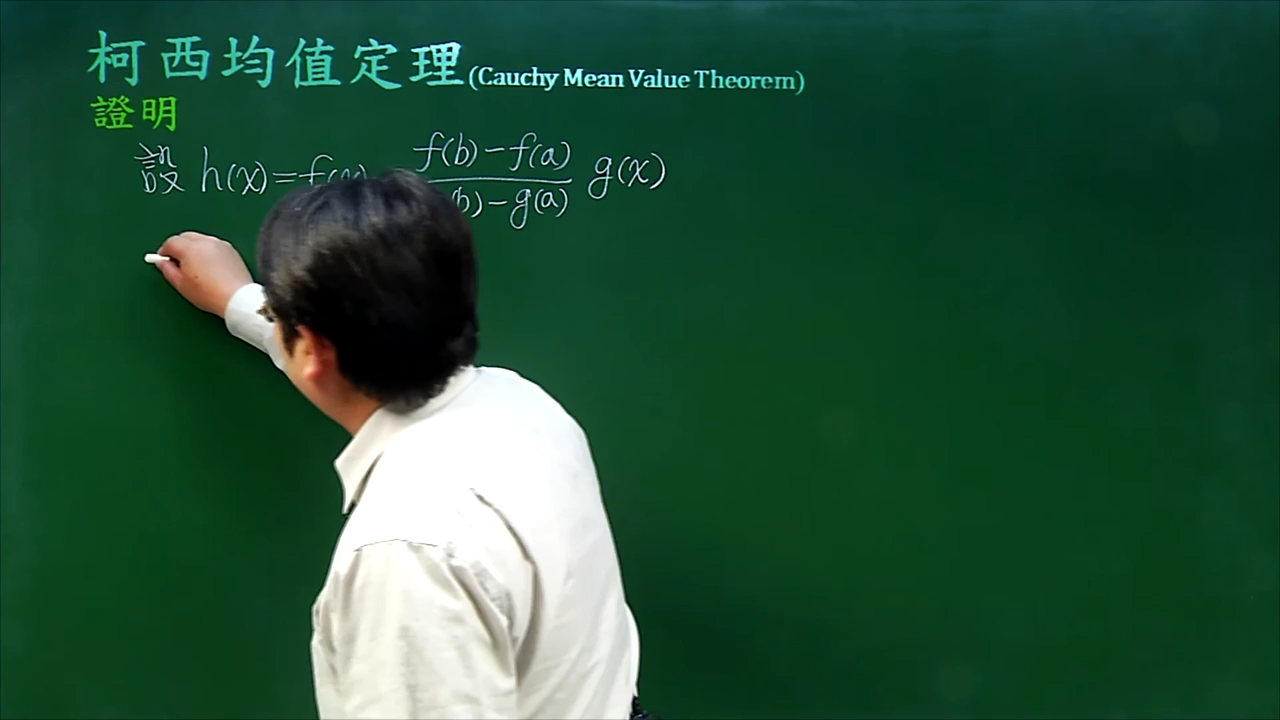 柯西均值定理(Cauchy Mean Value Theorem)
證明
設 h(x)=f(x) f(b)-f(a) / (b)-g(a) g(x)